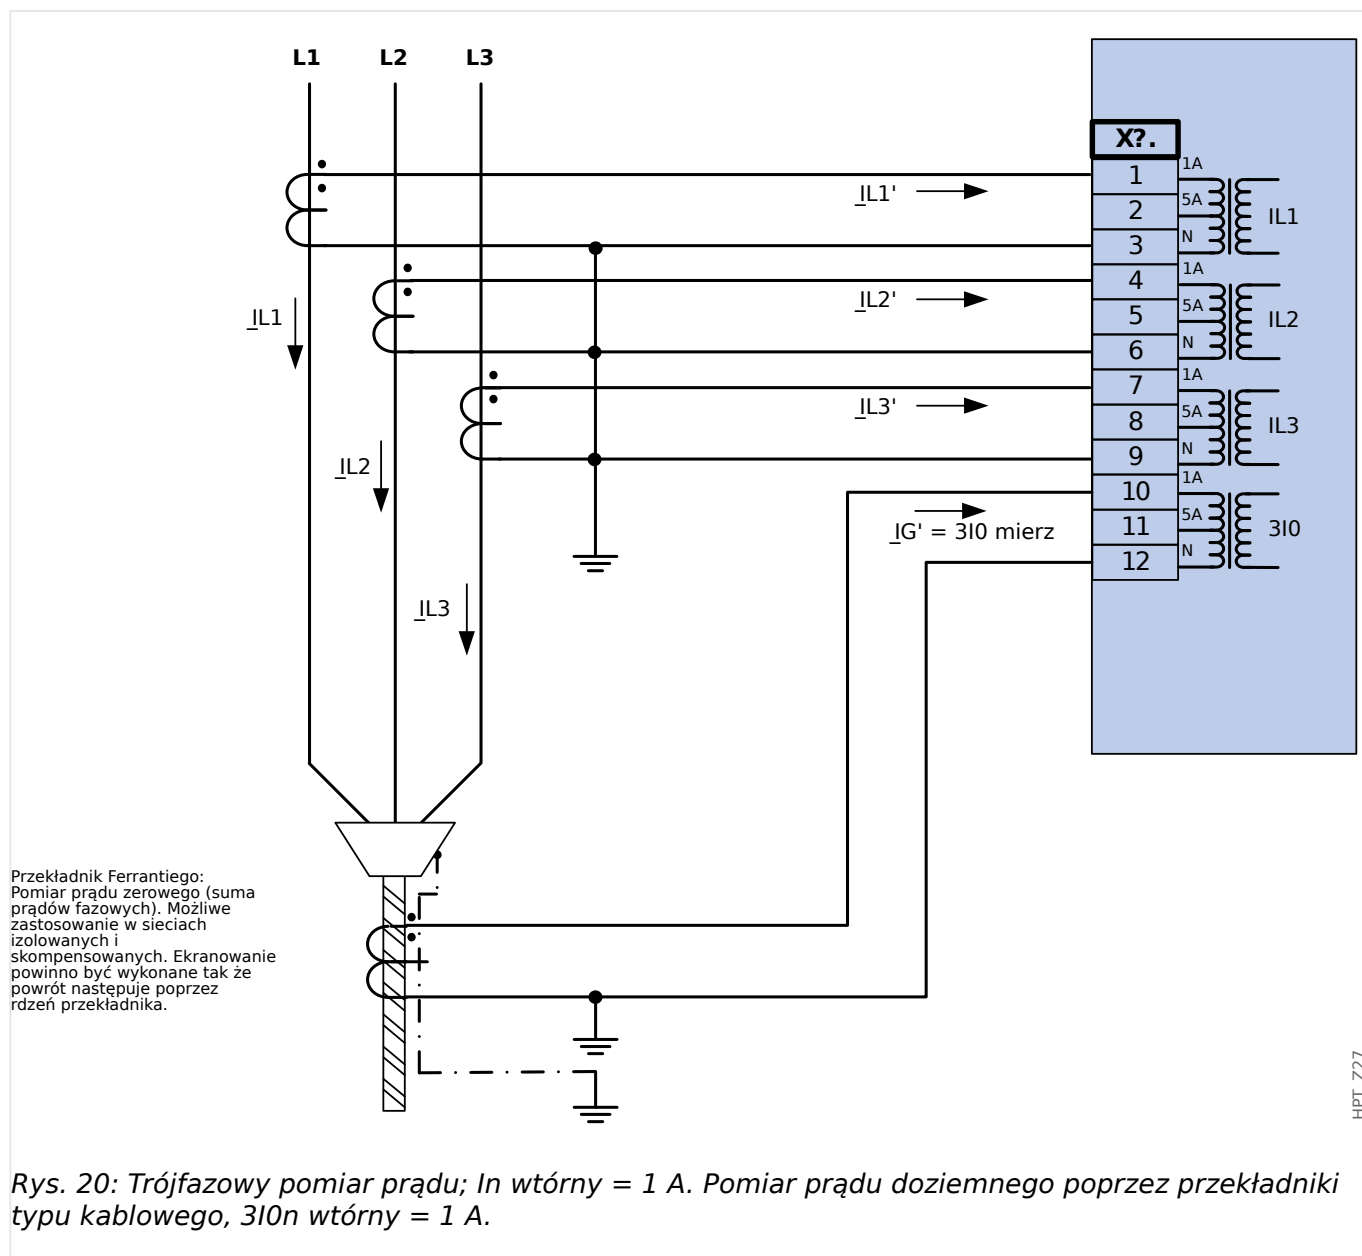 L1 L2 L3
X?.
1 1A
2 5A
3 N
IL1
4 1A
5 5A
6 N
IL2
7 1A
8 5A
9 N
IL3
10 1A
11 5A
12 N
3I0
IL1'
IL2'
IL3'
IG' = 3I0 mierz
IL1
IL2
IL3
Przekładnik Ferrantiego:
Pomiar prądu zerowego (suma
prądów fazowych). Możliwe
zastosowanie w sieciach
izolowanych i
skompensowanych. Ekranowanie
powinno być wykonane tak że
powrót następuje poprzez
rdzeń przekładnika.
HPT_Z27
Rys. 20: Trójfazowy pomiar prądu; In wtórny = 1 A. Pomiar prądu doziemnego poprzez przekładniki
typu kablowego, 3I0n wtórny = 1 A.